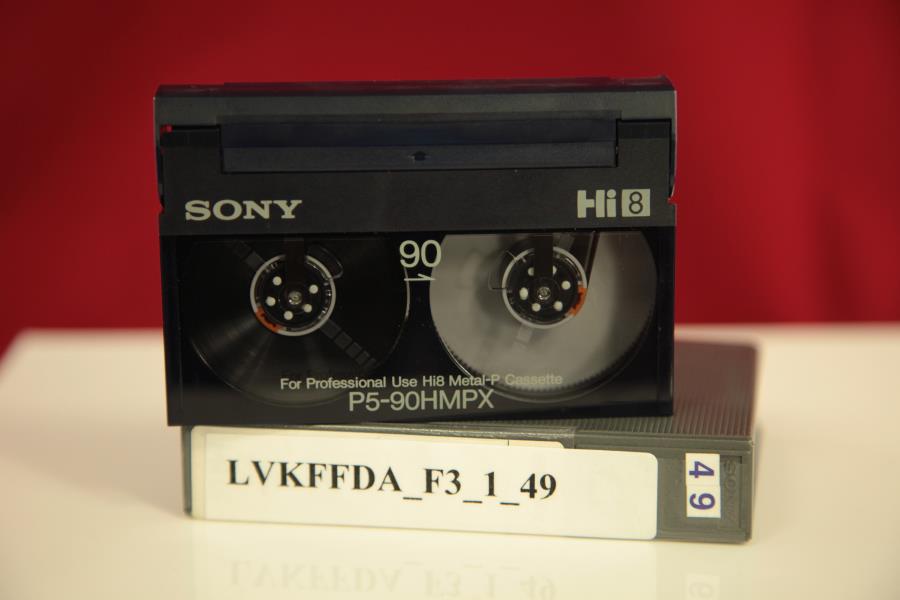 SONY
Hi8
90
For Professional Use Hi8 Metal-P Cassette
P5-90HMPX
LVKFFDA_F3_1_49
49